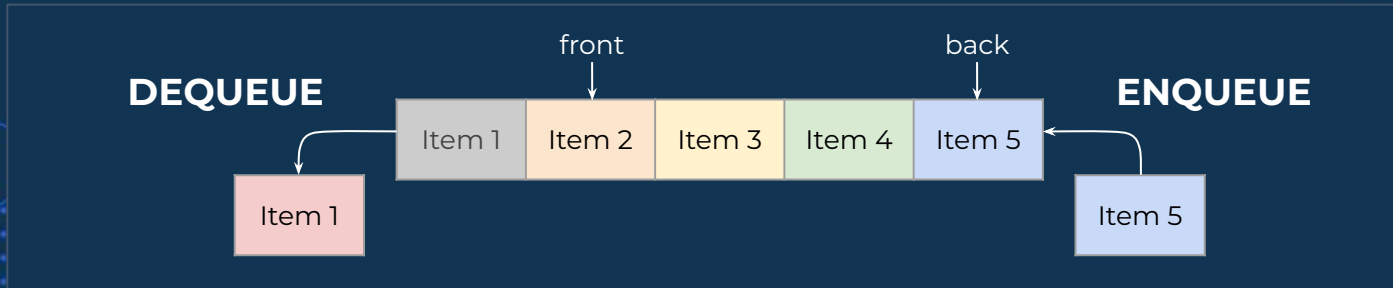 front
back
DEQUEUE
ENQUEUE
Item 1
Item 2
Item 3
Item 4
Item 5
Item 1
Item 5